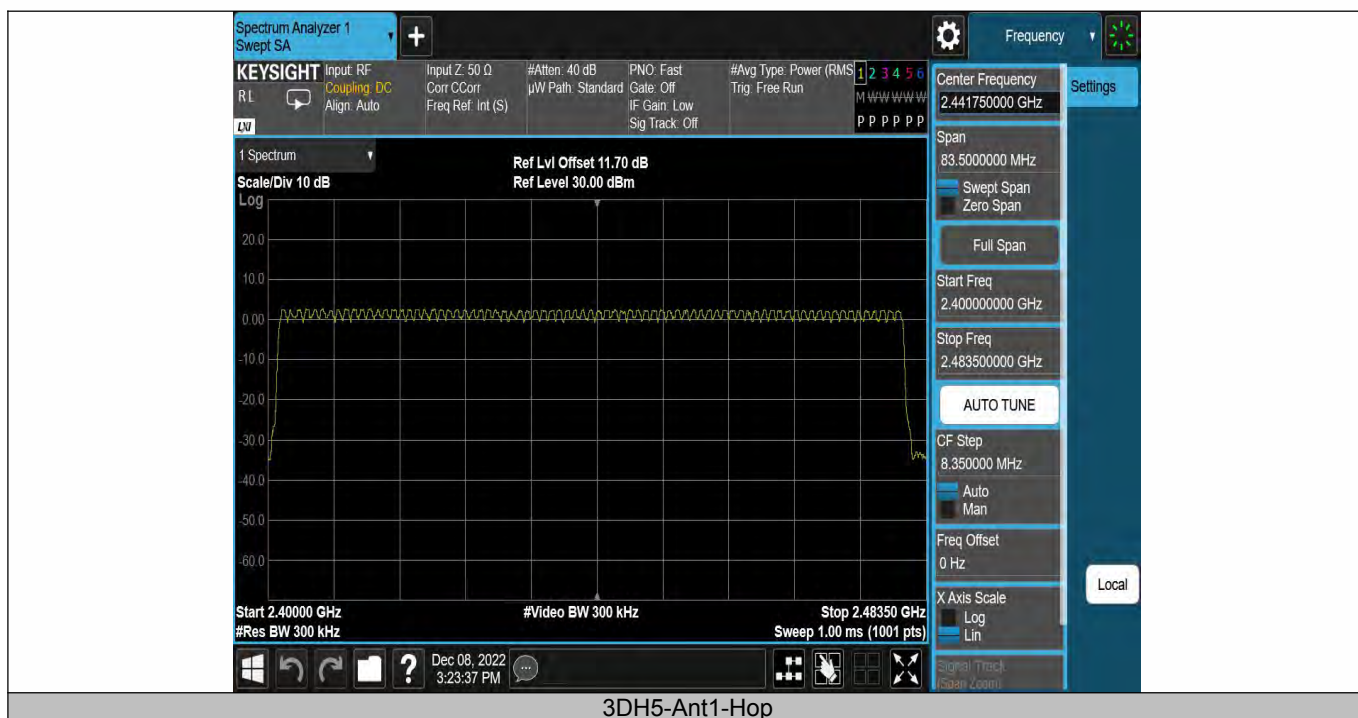 Spectrum Analyzer 1
Swept SA
+
Frequency
KEYSIGHT
R L
LXI
Input: RF
Coupling: DC
Align: Auto
Input Z: 50 Ω
Corr CCorr
Freq Ref: Int (S)
#Atten: 40 dB
µW Path: Standard
PNO: Fast
Gate: Off
IF Gain: Low
Sig Track: Off
#Avg Type: Power (RMS
Trig: Free Run
1 2 3 4 5 6
M W W W W W
P P P P P P
1 Spectrum
Scale/Div 10 dB
Log
Ref Lvl Offset 11.70 dB
Ref Level 30.00 dBm
20.0
10.0
0.00
-10.0
-20.0
-30.0
-40.0
-50.0
-60.0
Start 2.40000 GHz
#Res BW 300 kHz
#Video BW 300 kHz
Stop 2.48350 GHz
Sweep 1.00 ms (1001 pts)
Center Frequency
2.441750000 GHz
Settings
Span
83.5000000 MHz
Swept Span
Zero Span
Full Span
Start Freq
2.400000000 GHz
Stop Freq
2.483500000 GHz
AUTO TUNE
CF Step
8.350000 MHz
Auto
Man
Freq Offset
0 Hz
X Axis Scale
Log
Lin
Local
Signal Track
(Span Zoom)
?
Dec 08, 2022
3:23:37 PM
3DH5-Ant1-Hop